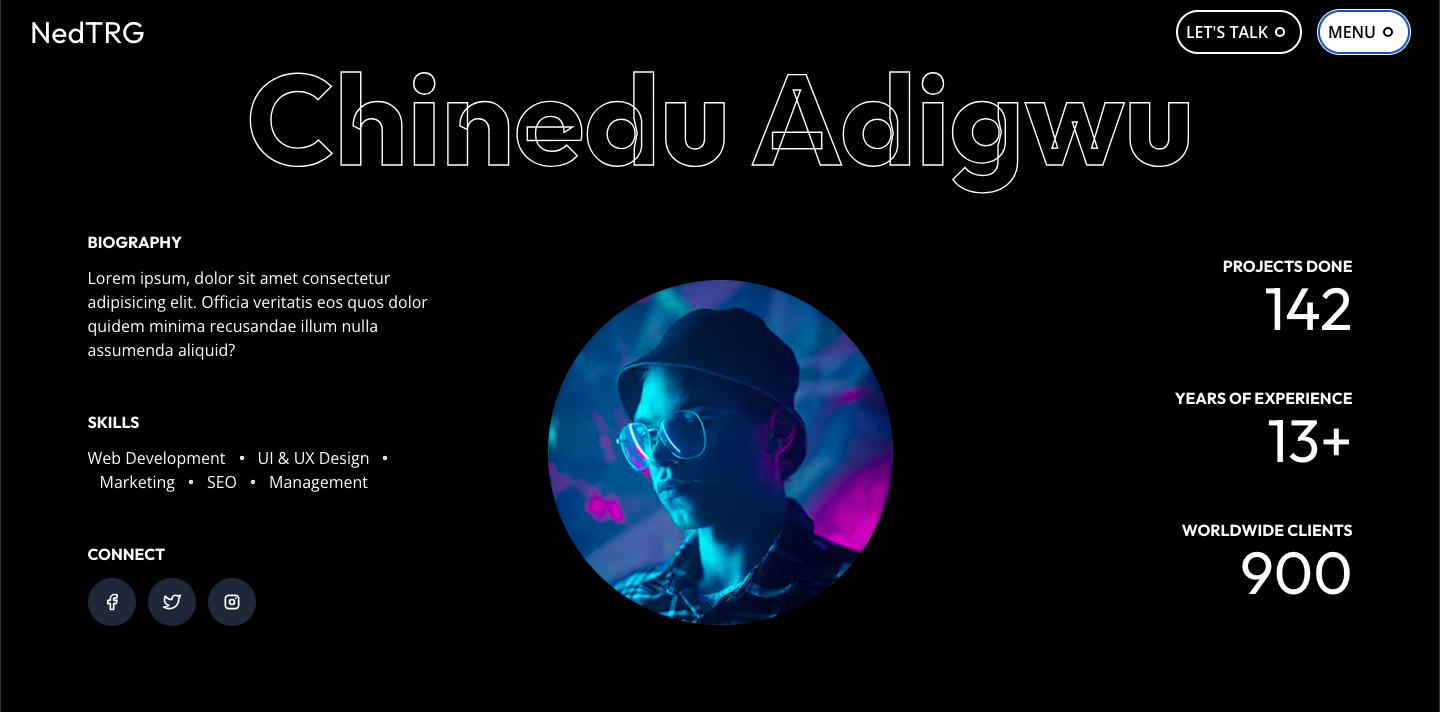 NedTRG
LET'S TALK
MENU
Chinedu Adigwu
BIOGRAPHY
Lorem ipsum, dolor sit amet consectetur
adipisicing elit. Officia veritatis eos quos dolor
quidem minima recusandae illum nulla
assumenda aliquid?
SKILLS
Web Development • UI & UX Design •
Marketing • SEO • Management
CONNECT
PROJECTS DONE
142
YEARS OF EXPERIENCE
13+
WORLDWIDE CLIENTS
900